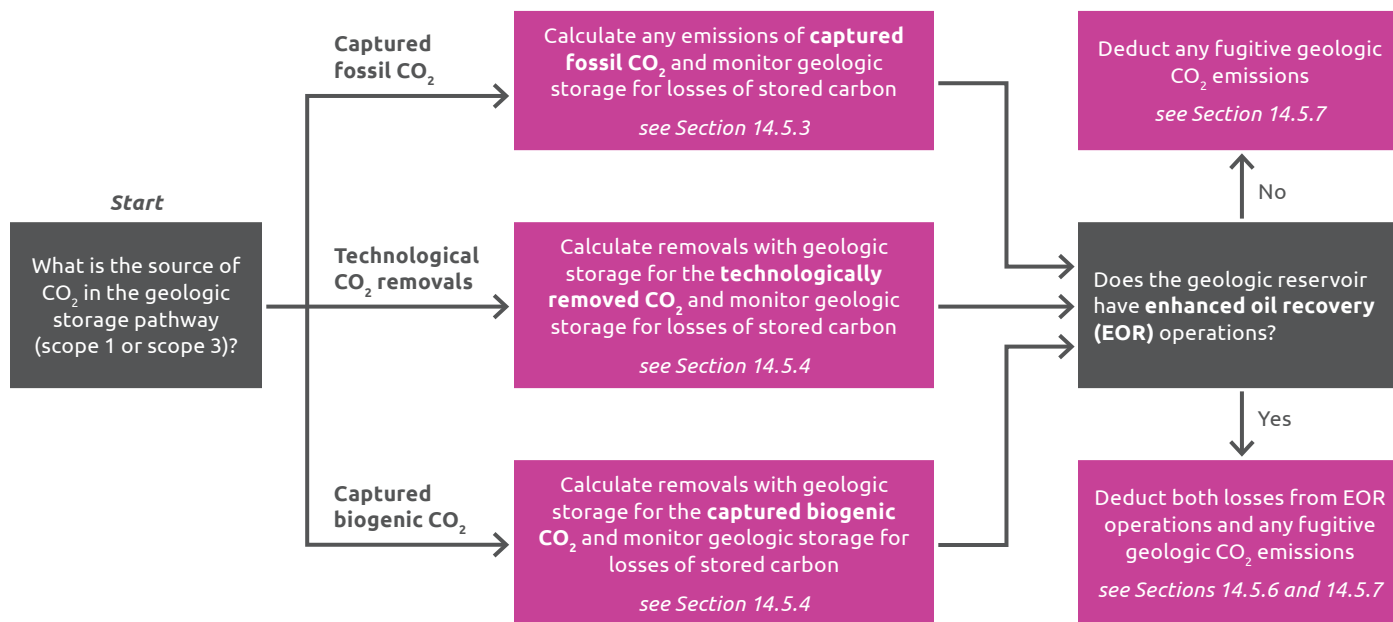 Start
What is the source of
CO₂ in the geologic
storage pathway
(scope 1 or scope 3)?
Captured
fossil CO₂
Calculate any emissions of captured
fossil CO₂ and monitor geologic
storage for losses of stored carbon
see Section 14.5.3
Technological
CO₂ removals
Calculate removals with geologic
storage for the technologically
removed CO₂ and monitor geologic
storage for losses of stored carbon
see Section 14.5.4
Captured
biogenic CO₂
Calculate removals with geologic
storage for the captured biogenic
CO₂ and monitor geologic storage for
losses of stored carbon
see Section 14.5.4
Deduct any fugitive geologic
CO₂ emissions
see Section 14.5.7
No
Does the geologic reservoir
have enhanced oil recovery
(EOR) operations?
Yes
Deduct both losses from EOR
operations and any fugitive
geologic CO₂ emissions
see Sections 14.5.6 and 14.5.7